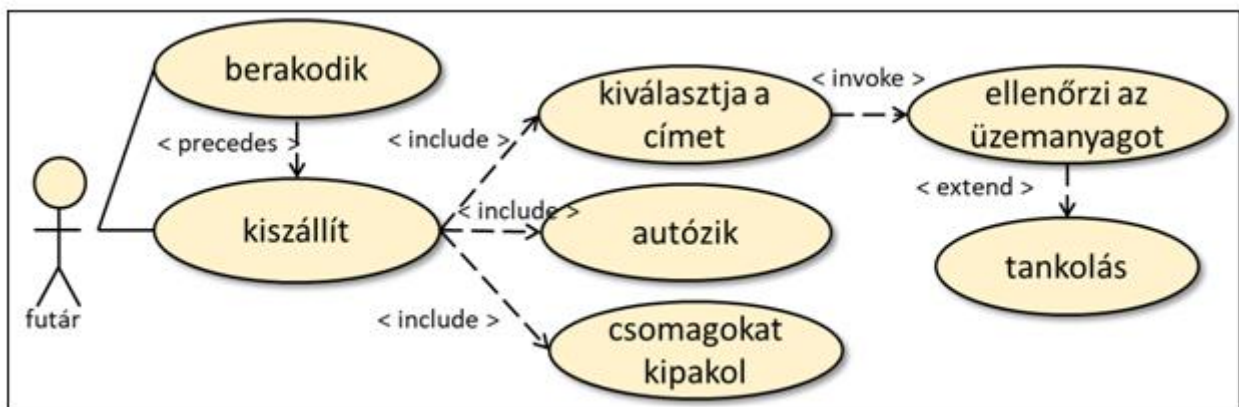 berakodik
< precedes >
kiszállít
futár
< include >
< include >
< include >
kiválasztja a
címet
autózik
csomagokat
kipakol
< invoke >
ellenőrzi az
üzemanyagot
< extend >
tankolás